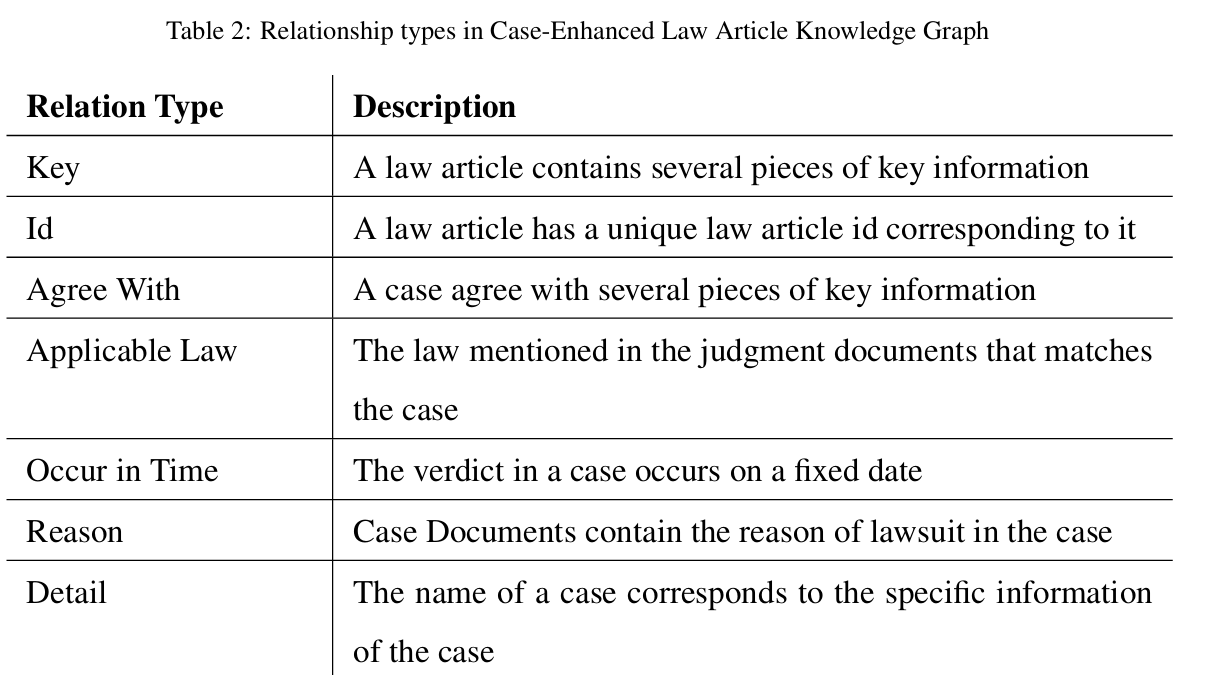 Table 2: Relationship types in Case-Enhanced Law Article Knowledge Graph
Relation Type Description
Key A law article contains several pieces of key information
Id A law article has a unique law article id corresponding to it
Agree With A case agree with several pieces of key information
Applicable Law The law mentioned in the judgment documents that matches
the case
Occur in Time The verdict in a case occurs on a fixed date
Reason Case Documents contain the reason of lawsuit in the case
Detail The name of a case corresponds to the specific information
of the case